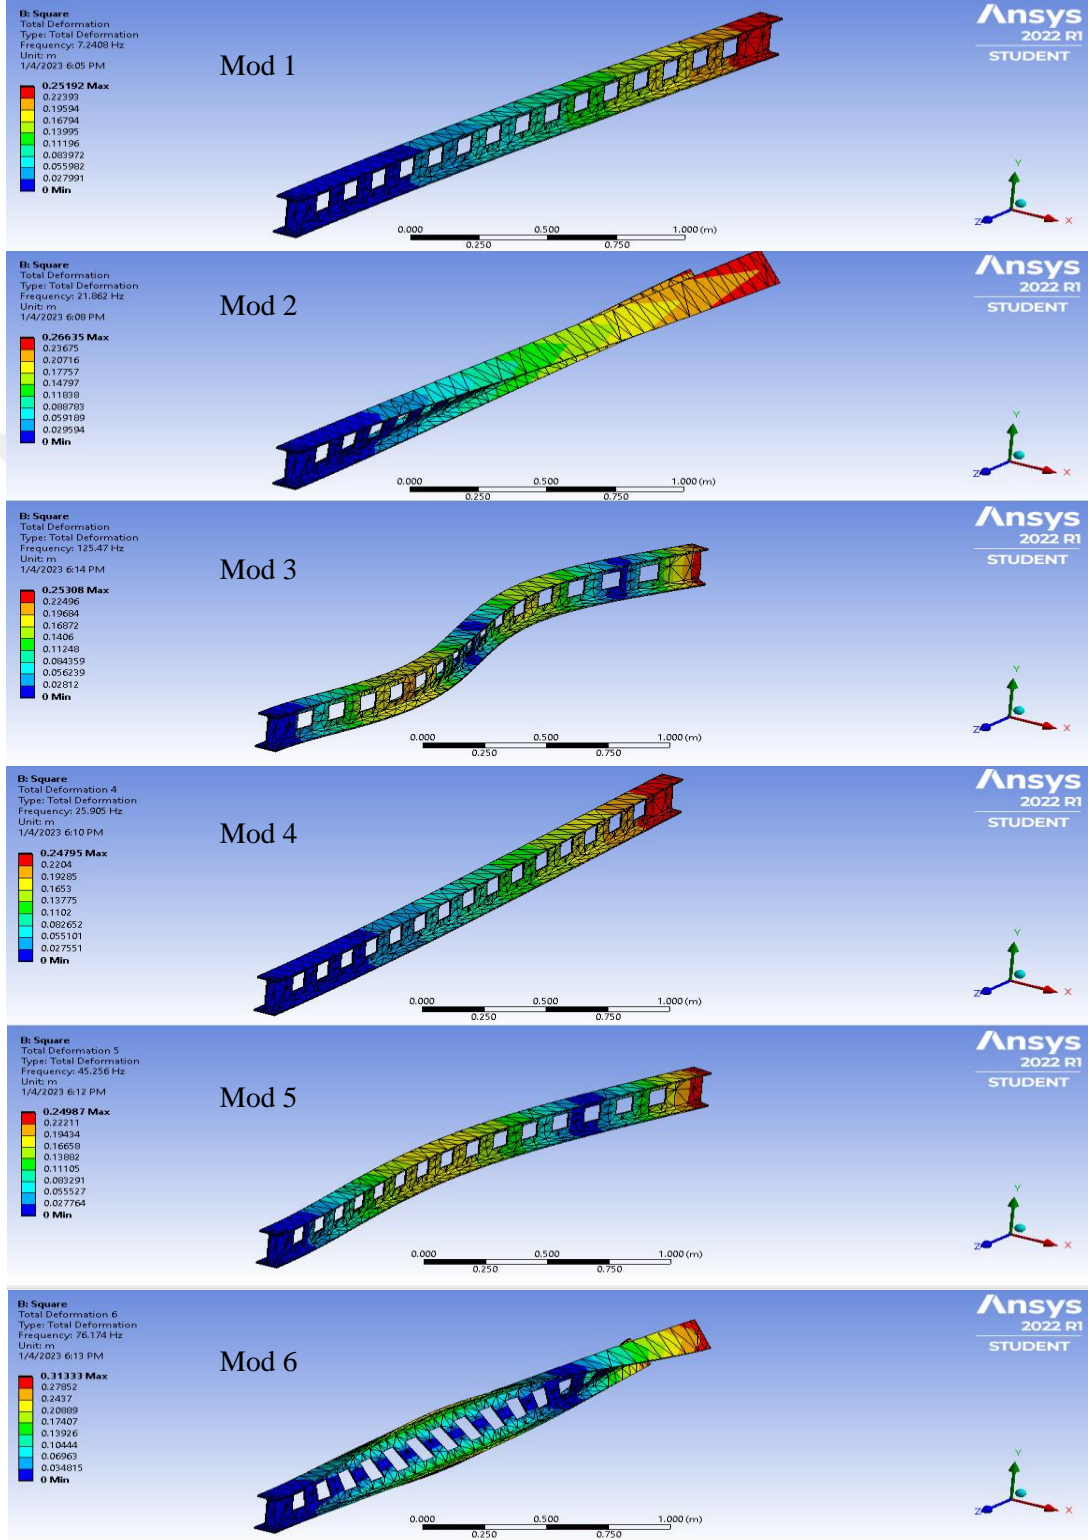 B: Square
Total Deformation
Type: Total Deformation
Frequency: 7.2408 Hz
Unit: m
1/4/2023 6:05 PM
Mod 1
Ansys
2022 R1
STUDENT
0.25192 Max
0.22393
0.19594
0.16794
0.13995
0.11196
0.083972
0.055982
0.027991
0 Min
0.000
0.500
1.000 (m)
0.250
0.750
Y
Z
X
B: Square
Total Deformation
Type: Total Deformation
Frequency: 21.862 Hz
Unit: m
1/4/2023 6:08 PM
Mod 2
Ansys
2022 R1
STUDENT
0.26635 Max
0.23675
0.20716
0.17757
0.14797
0.11838
0.088783
0.059189
0.029594
0 Min
0.000
0.500
1.000 (m)
0.250
0.750
Y
Z
X
B: Square
Total Deformation
Type: Total Deformation
Frequency: 125.47 Hz
Unit: m
1/4/2023 6:14 PM
Mod 3
Ansys
2022 R1
STUDENT
0.25308 Max
0.22496
0.19684
0.16872
0.1406
0.11248
0.084359
0.056239
0.02812
0 Min
0.000
0.500
1.000 (m)
0.250
0.750
Y
Z
X
B: Square
Total Deformation 4
Type: Total Deformation
Frequency: 25.905 Hz
Unit: m
1/4/2023 6:10 PM
Mod 4
Ansys
2022 R1
STUDENT
0.24795 Max
0.2204
0.19285
0.1653
0.13775
0.1102
0.082652
0.055101
0.027551
0 Min
0.000
0.500
1.000 (m)
0.250
0.750
Y
Z
X
B: Square
Total Deformation 5
Type: Total Deformation
Frequency: 45.256 Hz
Unit: m
1/4/2023 6:12 PM
Mod 5
Ansys
2022 R1
STUDENT
0.24987 Max
0.22211
0.19434
0.16658
0.13882
0.11105
0.083291
0.055527
0.027764
0 Min
0.000
0.500
1.000 (m)
0.250
0.750
Y
Z
X
B: Square
Total Deformation 6
Type: Total Deformation
Frequency: 76.174 Hz
Unit: m
1/4/2023 6:13 PM
Mod 6
Ansys
2022 R1
STUDENT
0.31333 Max
0.27852
0.2437
0.20889
0.17407
0.13926
0.10444
0.06963
0.034815
0 Min
0.000
0.500
1.000 (m)
0.250
0.750
Y
Z
X